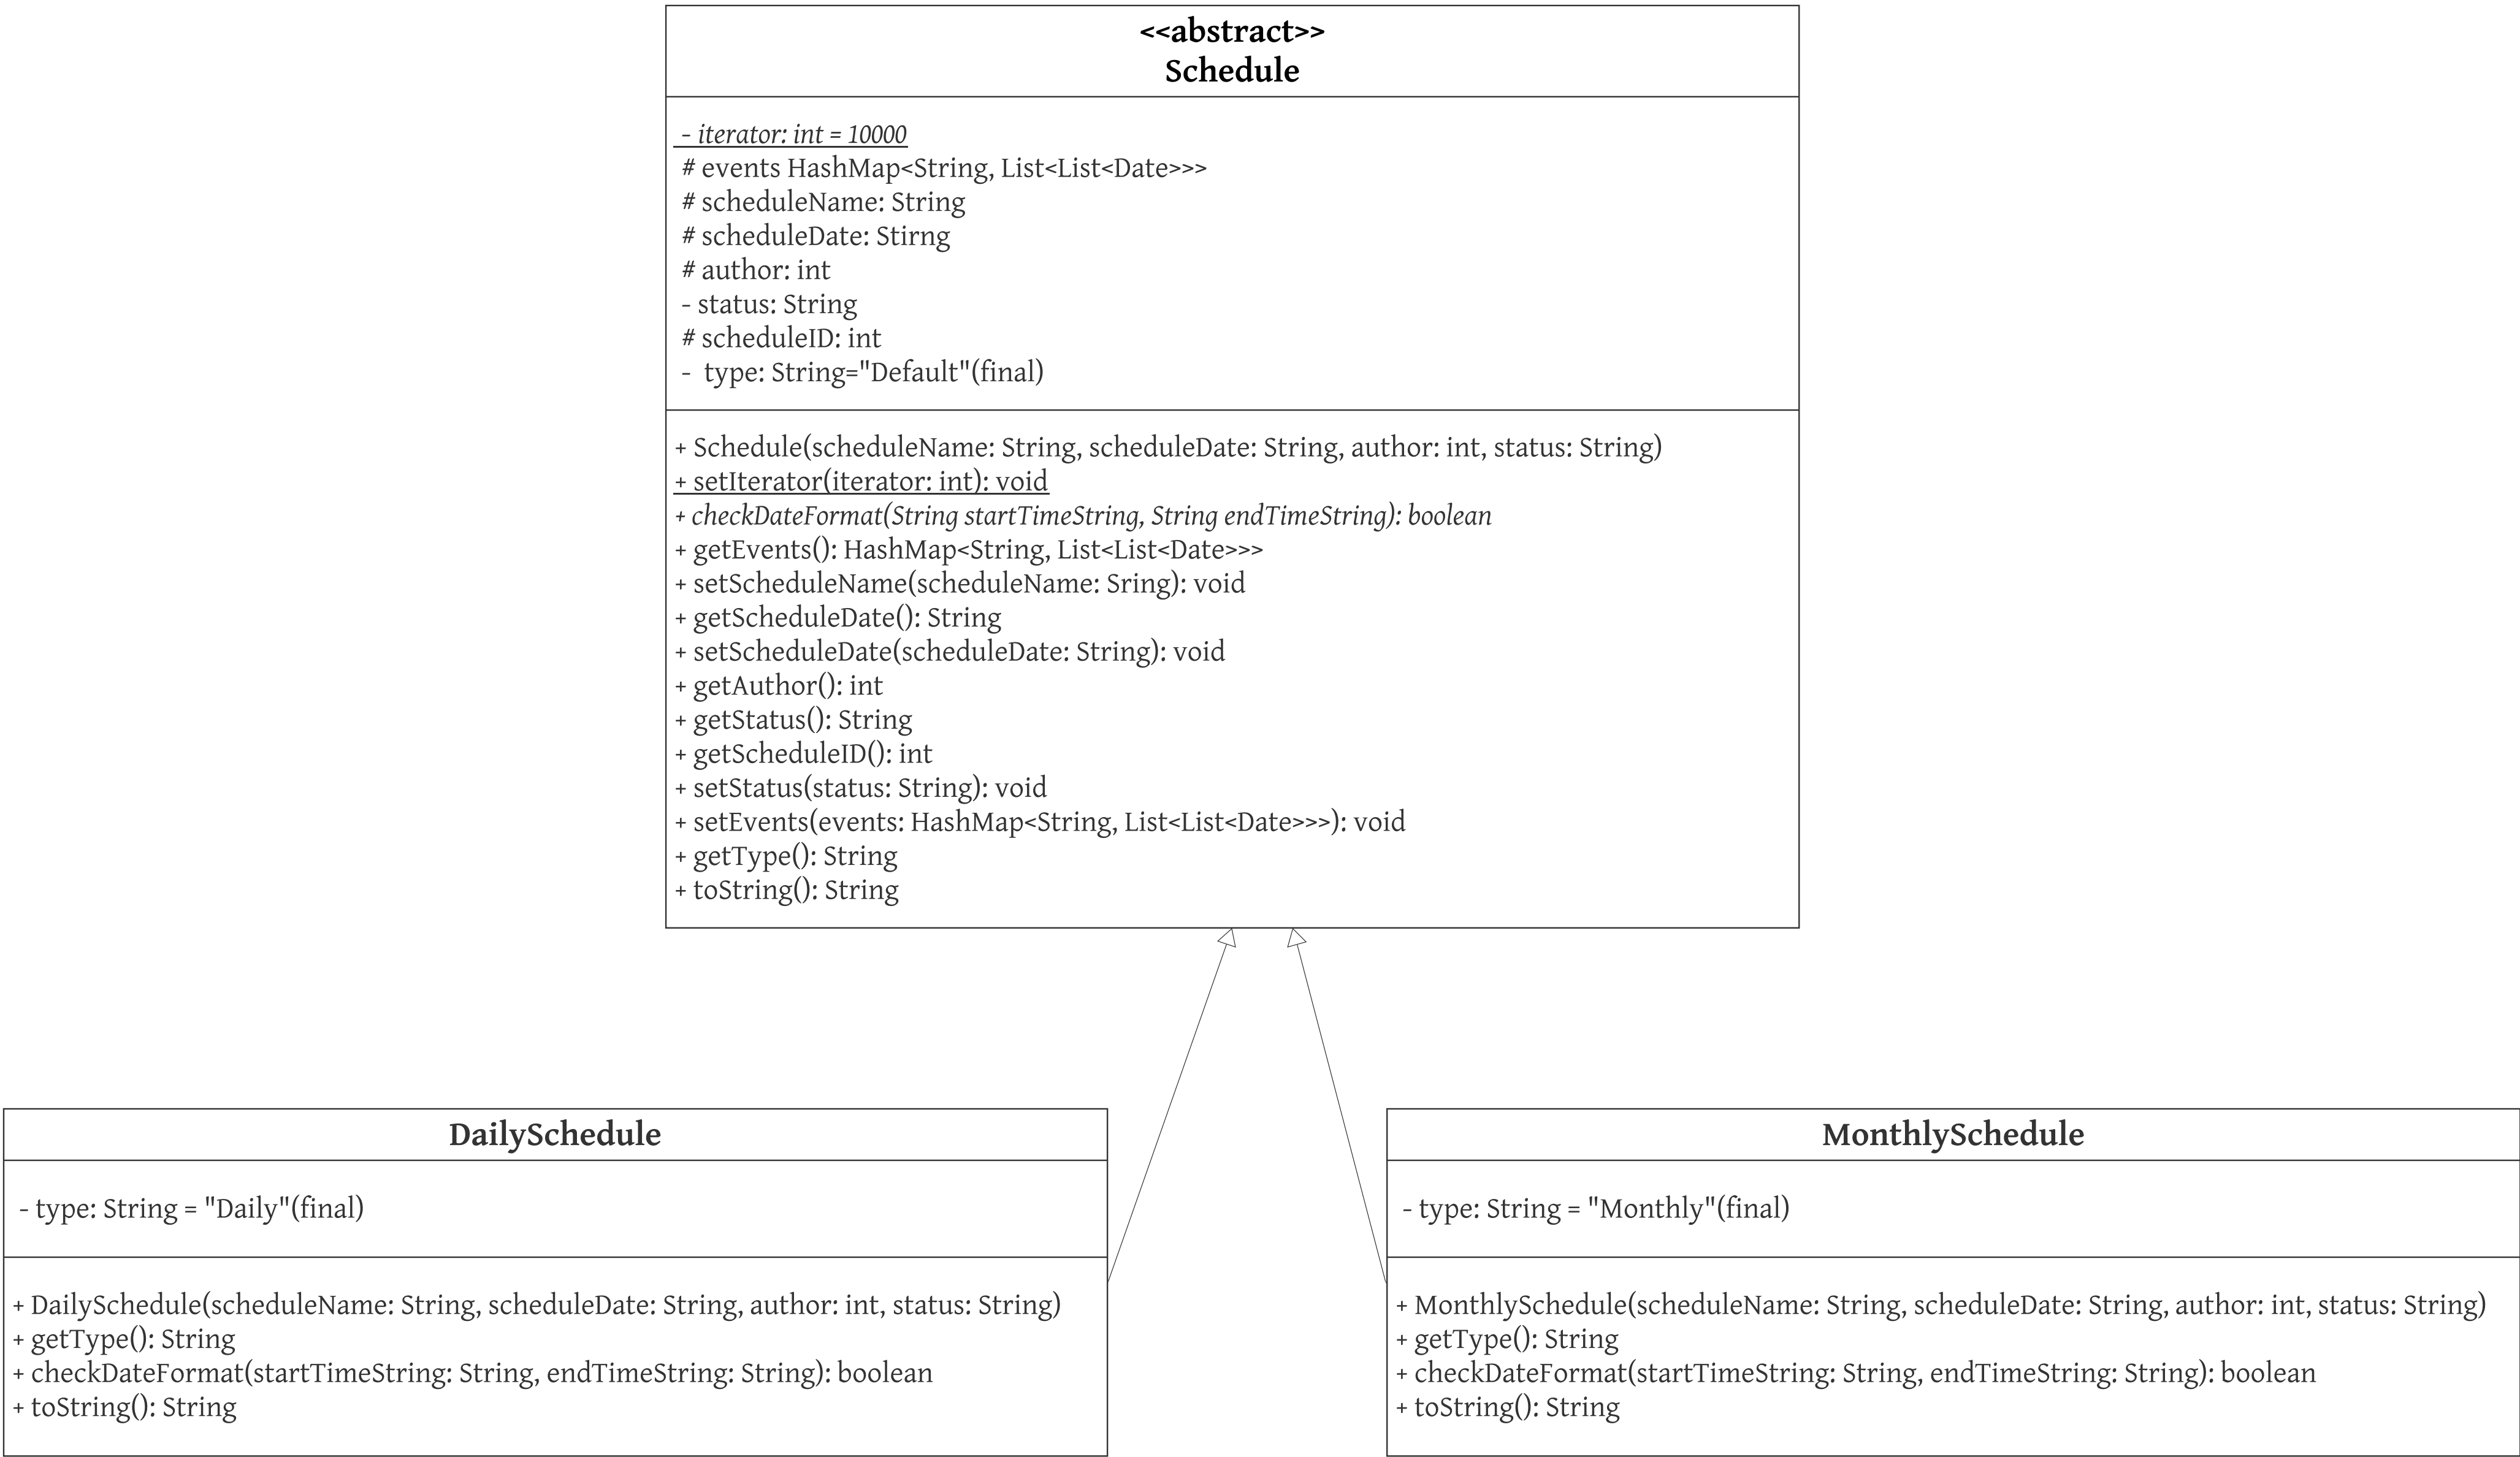 <<abstract>>
Schedule
- iterator: int = 10000
# events HashMap<String, List<List<Date>>>
# scheduleName: String
# scheduleDate: Stirng
# author: int
- status: String
# scheduleID: int
- type: String="Default"(final)
+ Schedule(scheduleName: String, scheduleDate: String, author: int, status: String)
+ setIterator(iterator: int): void
+ checkDateFormat(String startTimeString, String endTimeString): boolean
+ getEvents(): HashMap<String, List<List<Date>>>
+ setScheduleName(scheduleName: Sring): void
+ getScheduleDate(): String
+ setScheduleDate(scheduleDate: String): void
+ getAuthor(): int
+ getStatus(): String
+ getScheduleID(): int
+ setStatus(status: String): void
+ setEvents(events: HashMap<String, List<List<Date>>>): void
+ getType(): String
+ toString(): String
DailySchedule
- type: String = "Daily"(final)
+ DailySchedule(scheduleName: String, scheduleDate: String, author: int, status: String)
+ getType(): String
+ checkDateFormat(startTimeString: String, endTimeString: String): boolean
+ toString(): String
MonthlySchedule
- type: String = "Monthly"(final)
+ MonthlySchedule(scheduleName: String, scheduleDate: String, author: int, status: String)
+ getType(): String
+ checkDateFormat(startTimeString: String, endTimeString: String): boolean
+ toString(): String